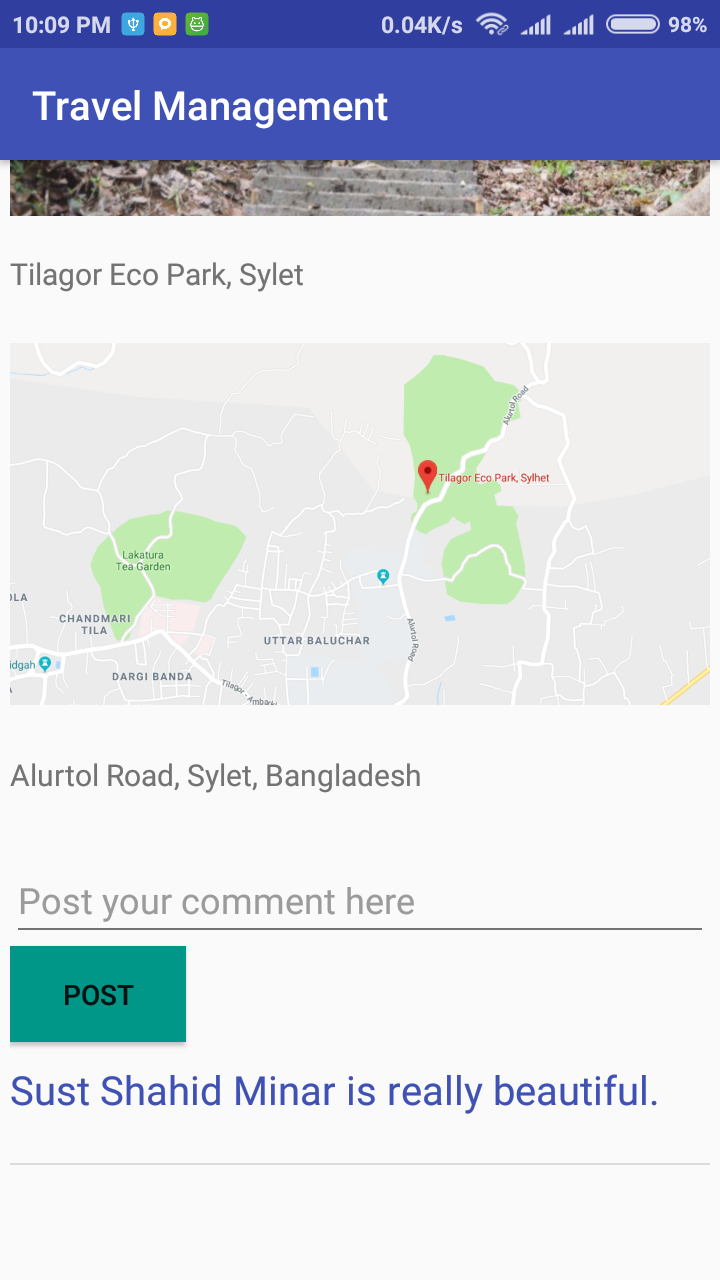 10:09 PM 0.04K/s 98%
Travel Management
Tilagor Eco Park, Sylet
Alurtol Road
Tilagor Eco Park, Sylhet
Lakatura
Tea Garden
OLA
CHANDMARI
TILA
UTTAR BALUCHAR
Alurtol Road
idgah
DARGI BANDA
Tilagor - Ambark
Alurtol Road, Sylet, Bangladesh
Post your comment here
POST
Sust Shahid Minar is really beautiful.